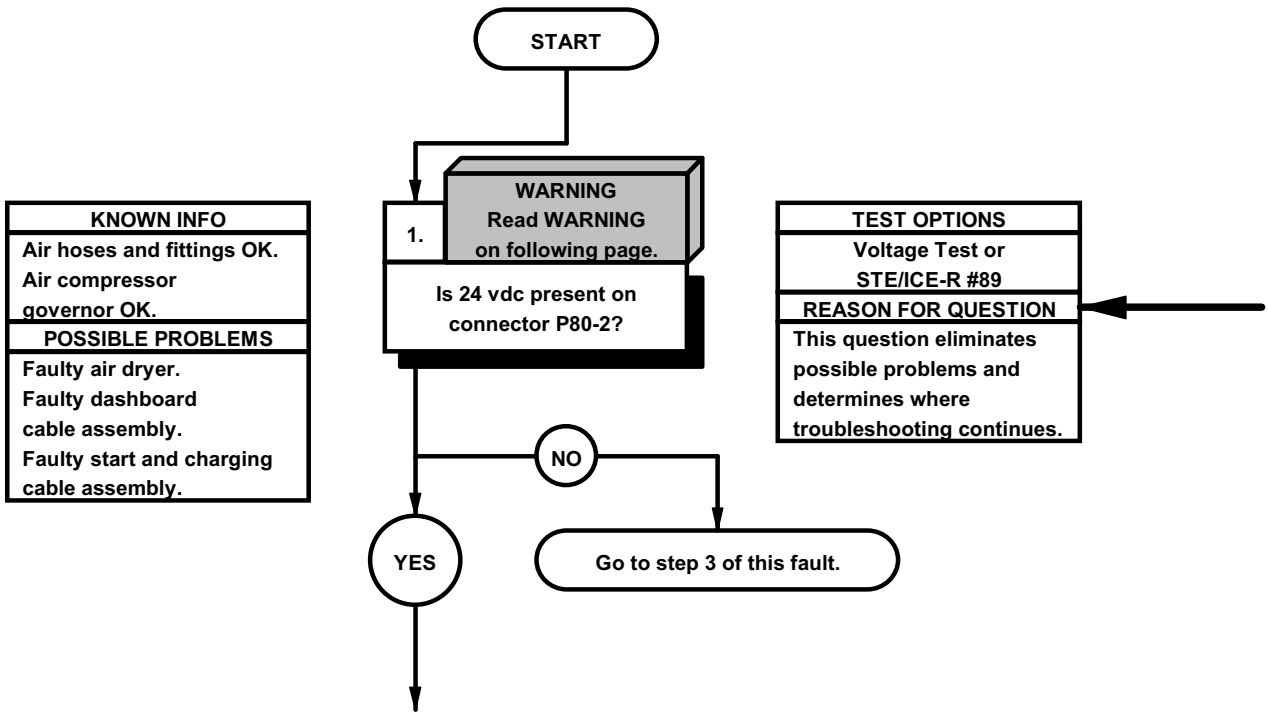 START
KNOWN INFO
Air hoses and fittings OK.
Air compressor
governor OK.
POSSIBLE PROBLEMS
Faulty air dryer.
Faulty dashboard
cable assembly.
Faulty start and charging
cable assembly.
1.
WARNING
Read WARNING
on following page.
Is 24 vdc present on
connector P80-2?
TEST OPTIONS
Voltage Test or
STE/ICE-R #89
REASON FOR QUESTION
This question eliminates
possible problems and
determines where
troubleshooting continues.
NO
YES
Go to step 3 of this fault.